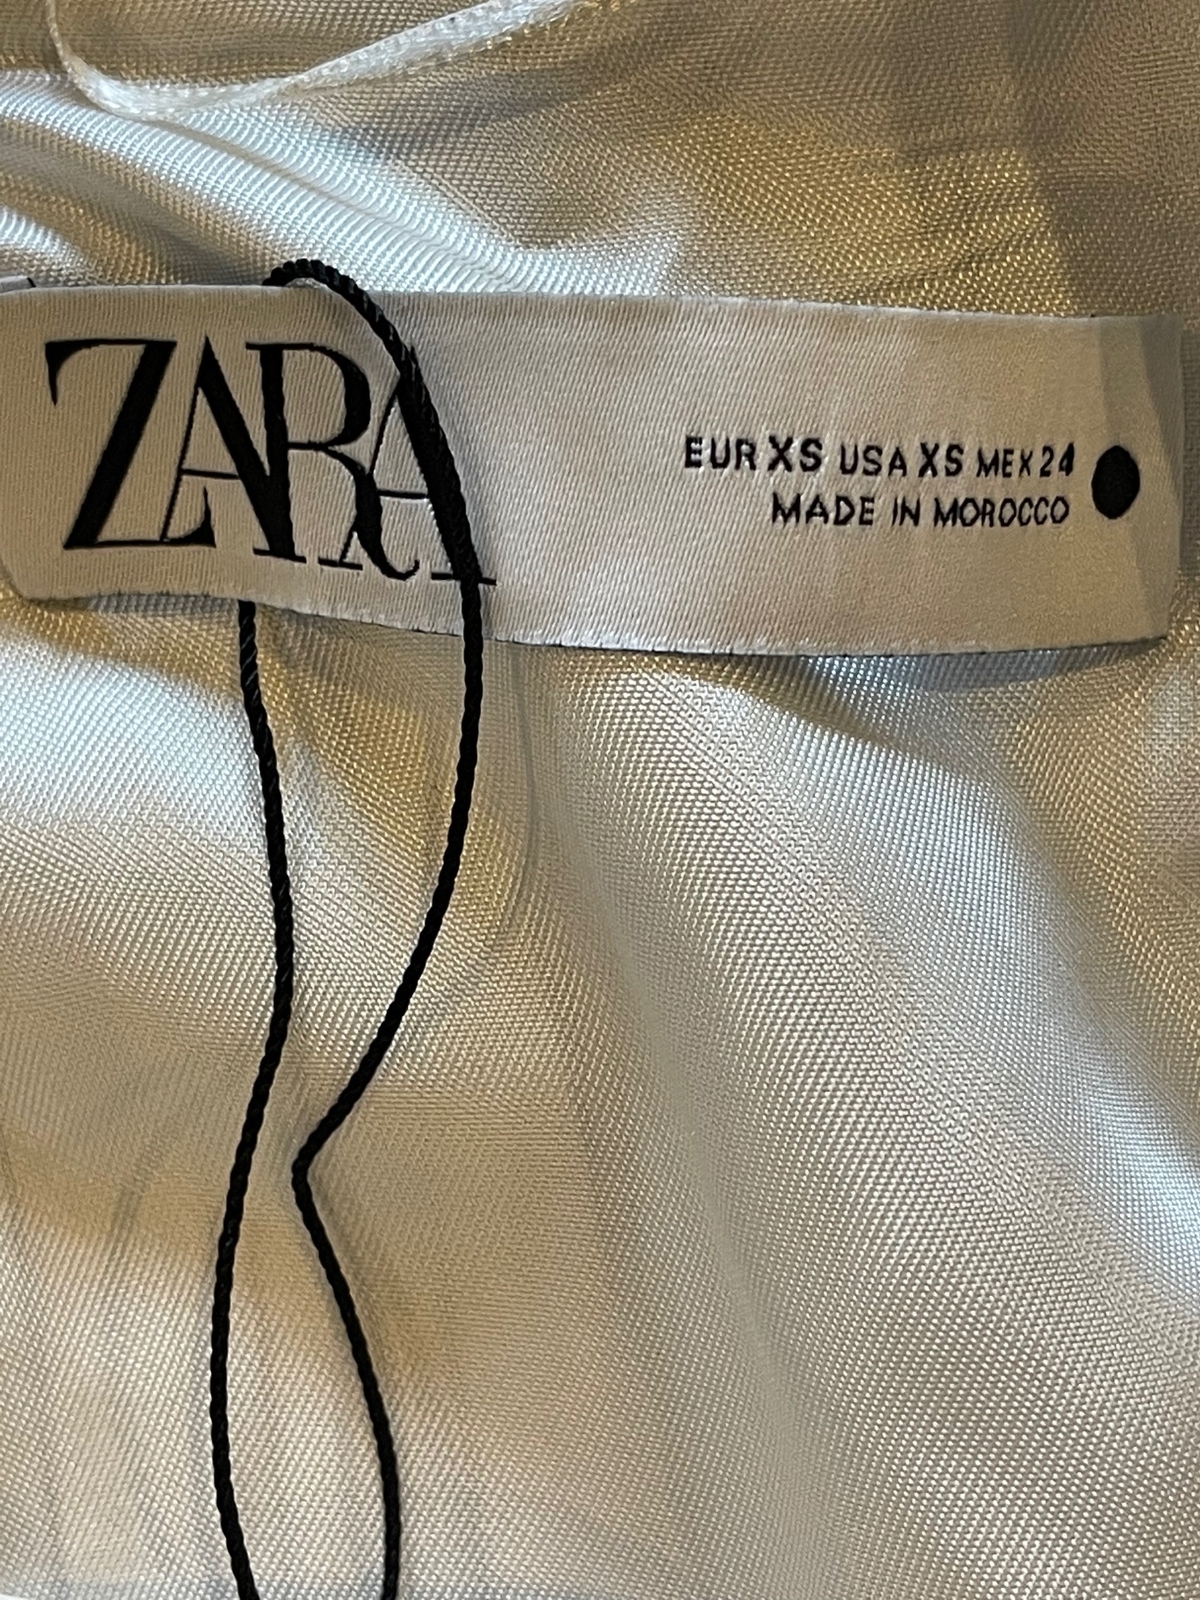 ZARA
EUR XS USA XS MEX 24
MADE IN MOROCCO